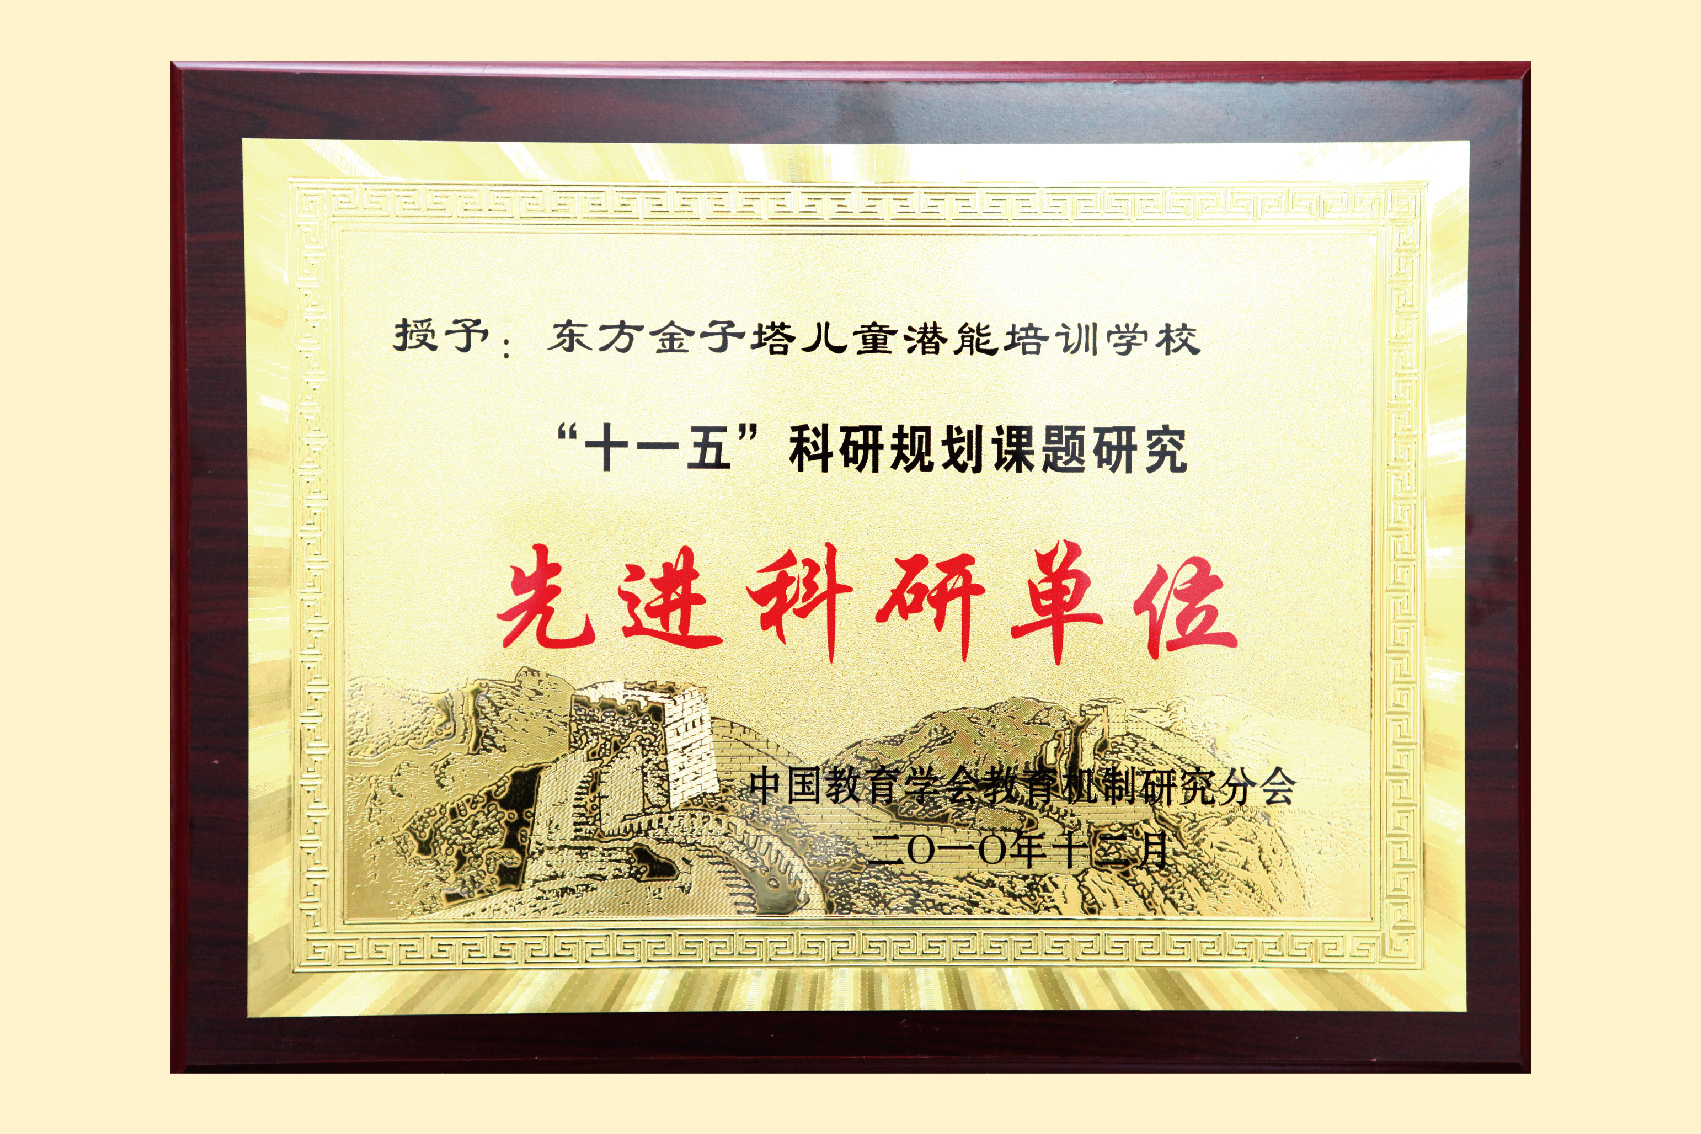 授予：东方金子塔儿童潜能培训学校
“十一五”科研规划课题研究
先进科研单位
中国教育学会教育机制研究分会
二〇一〇年十二月